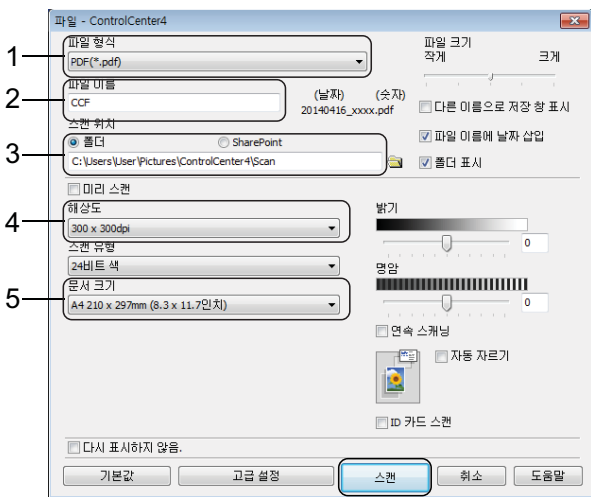 파일 - ControlCenter4
1
파일 형식
PDF(*.pdf)
파일 크기
작게 크게
2
파일 이름
CCF
(날짜) (숫자)
20140416_xxxx.pdf
다른 이름으로 저장 창 표시
스캔 위치
파일 이름에 날짜 삽입
3
폴더 SharePoint
C:\Users\User\Pictures\ControlCenter4\Scan
폴더 표시
미리 스캔
4
해상도
300 x 300dpi
밝기
0
스캔 유형
24비트 색
명암
0
5
문서 크기
A4 210 x 297mm (8.3 x 11.7인치)
연속 스캐닝
자동 자르기
ID 카드 스캔
다시 표시하지 않음.
기본값 고급 설정 스캔 취소 도움말